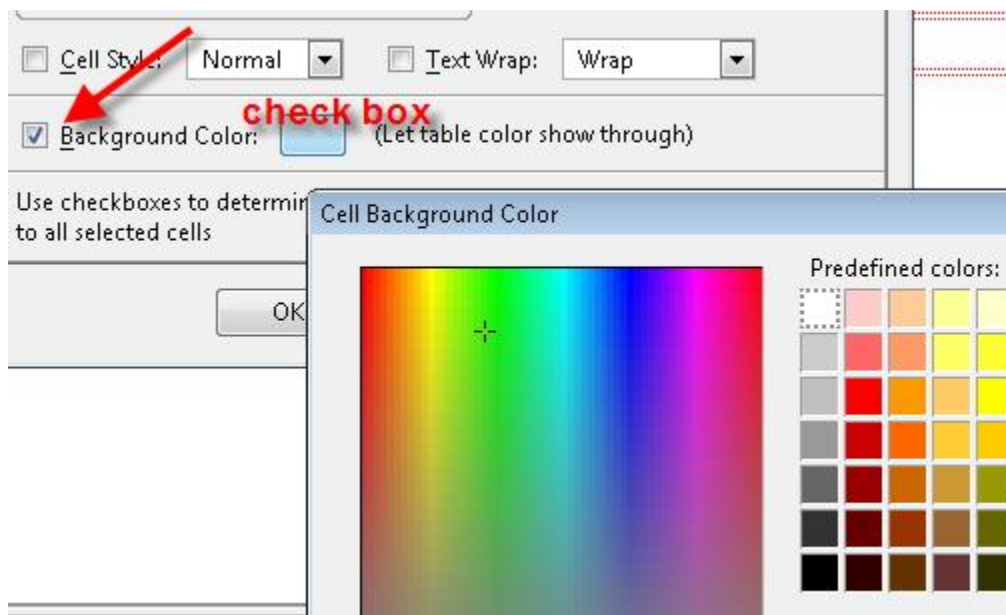 Cell Style: Normal Text Wrap: Wrap
check box
Background Color: (Let table color show through)
Use checkboxes to
to all selected cells
Cell Background Color
Predefined colors:
OK